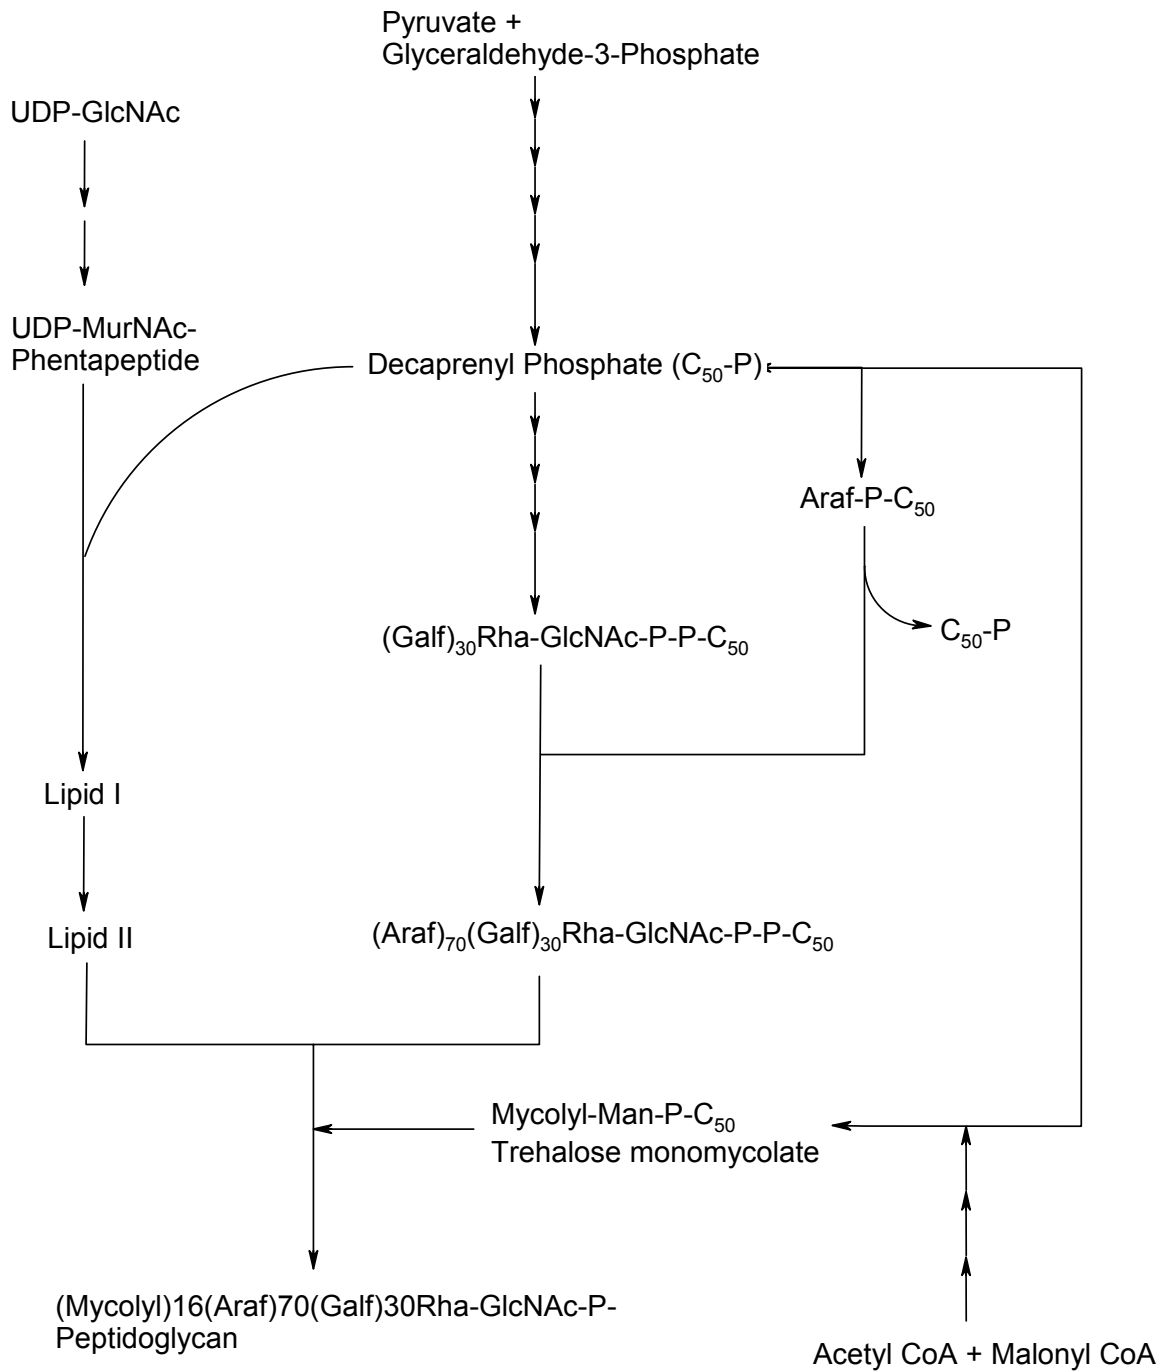 Pyruvate +
Glyceraldehyde-3-Phosphate
UDP-GlcNAc
UDP-MurNAc-
Phentapeptide
Decaprenyl Phosphate (C50-P)
Araf-P-C50
(Galf)30Rha-GlcNAc-P-P-C50
C50-P
Lipid I
Lipid II
(Araf)70(Galf)30Rha-GlcNAc-P-P-C50
Mycolyl-Man-P-C50
Trehalose monomycolate
(Mycolyl)16(Araf)70(Galf)30Rha-GlcNAc-P-
Peptidoglycan
Acetyl CoA + Malonyl CoA